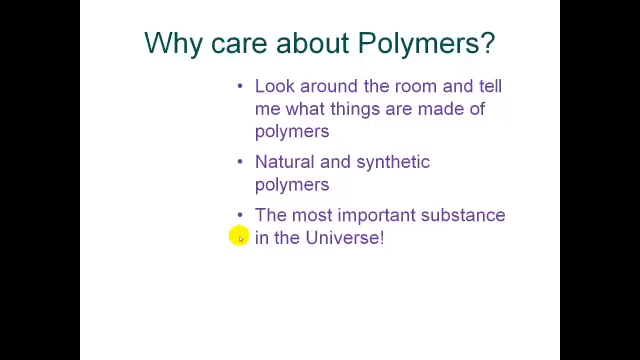 Why care about Polymers?
• Look around the room and tell
me what things are made of
polymers
• Natural and synthetic
polymers
• The most important substance
in the Universe!